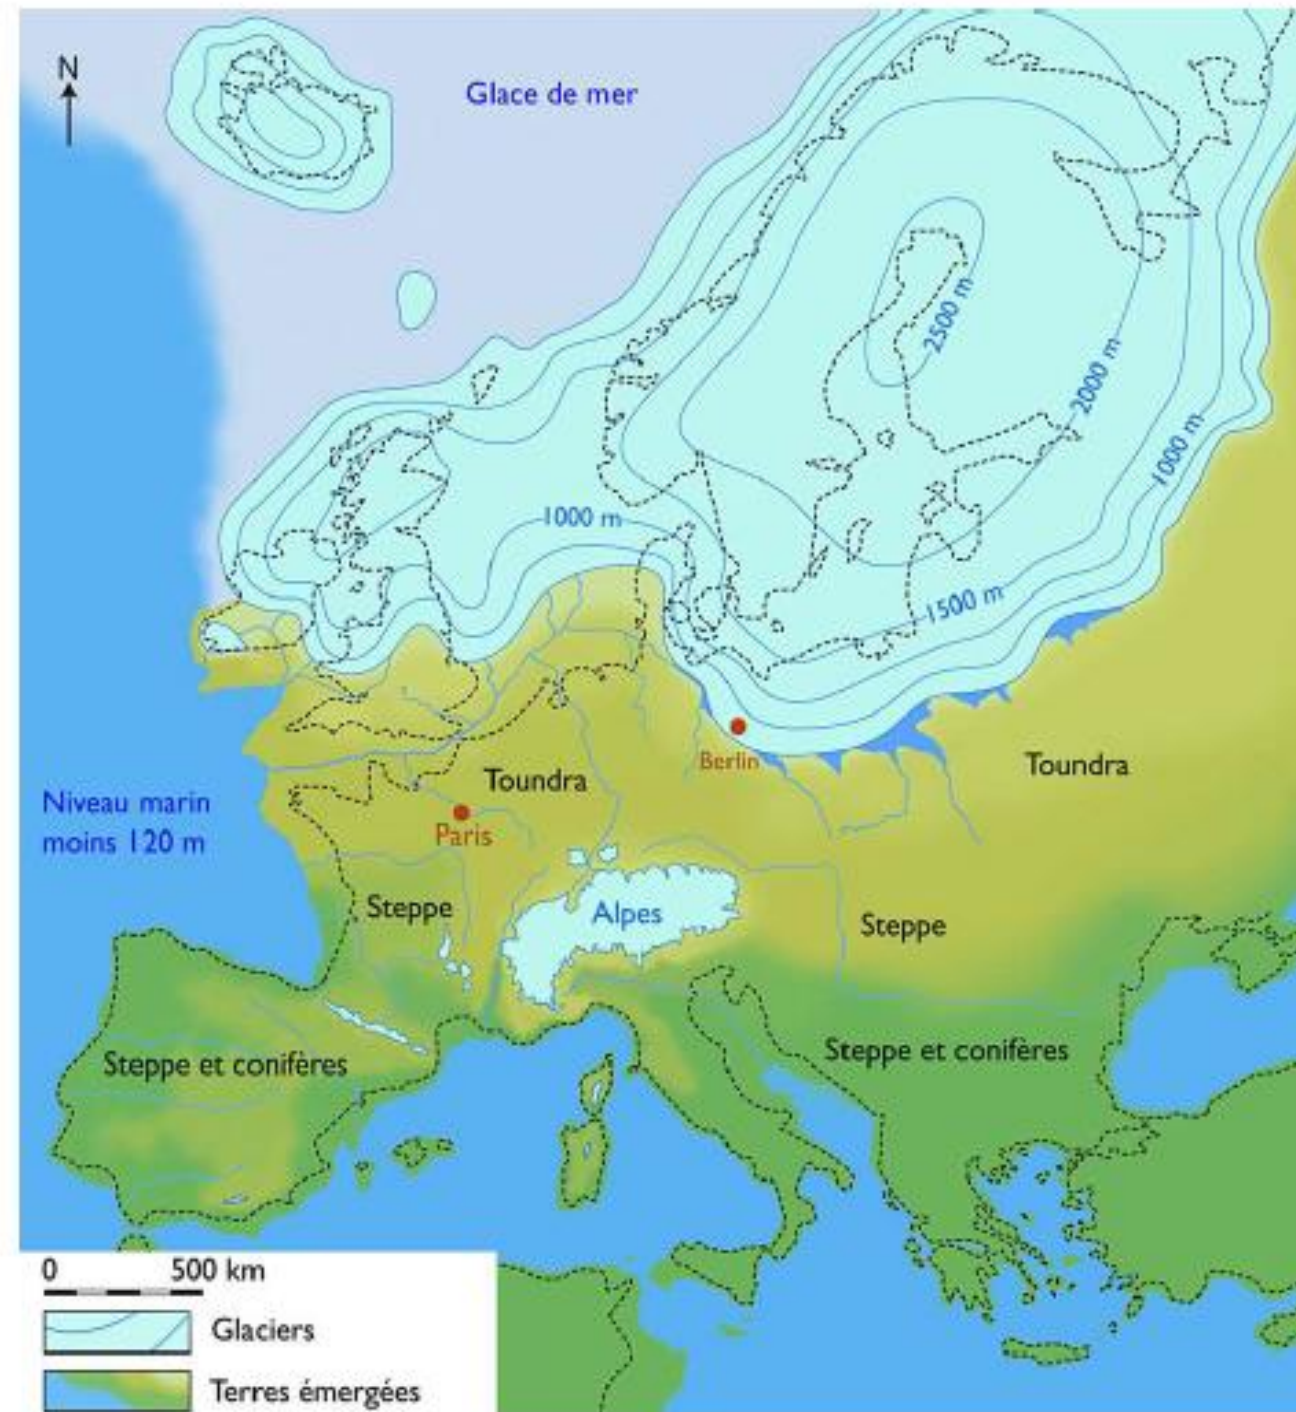 N
Glace de mer
2500 m
2000 m
1000 m
1000 m
1500 m
Berlin
Toundra
Toundra
Niveau marin
moins 120 m
Paris
Steppe
Alpes
Steppe
Steppe et conifères
Steppe et conifères
0 500 km
Glaciers
Terres émergées